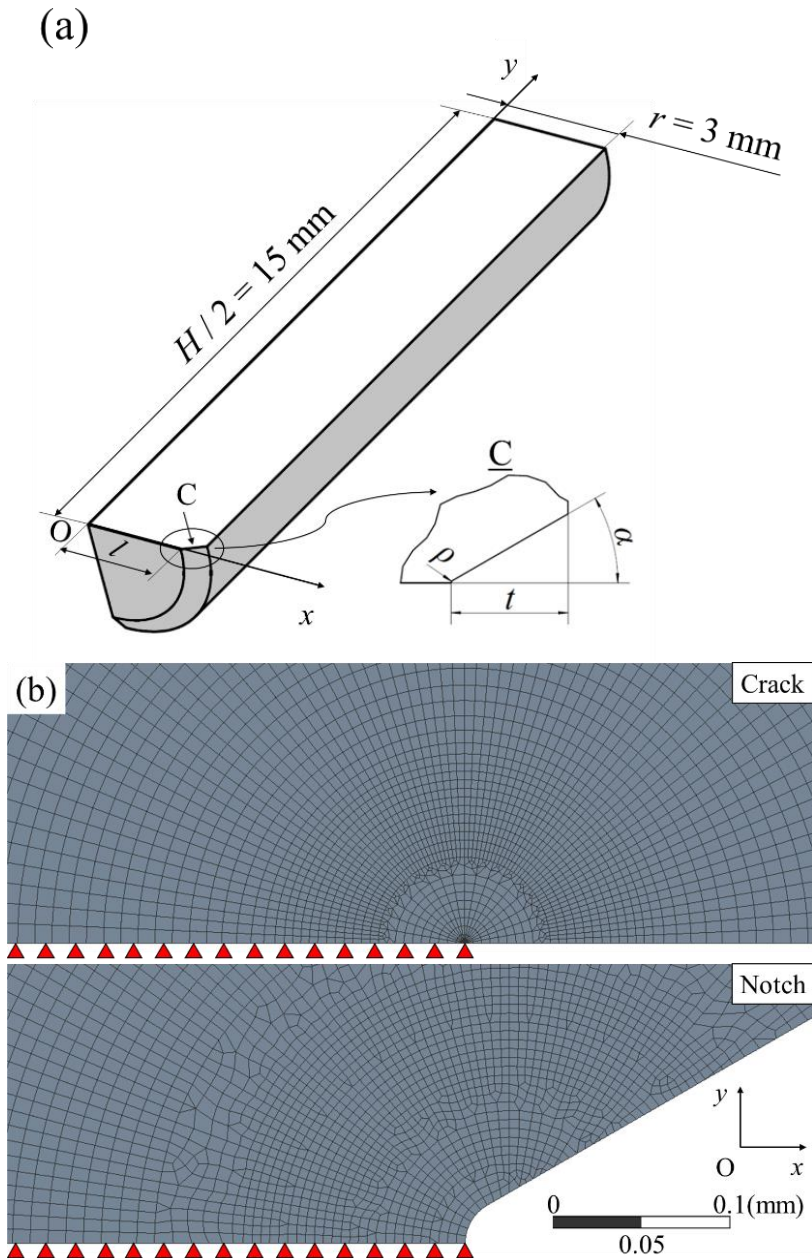 (a)
y
r = 3 mm
H / 2 = 15 mm
C
C
O
l
ρ
α
t
x
(b)
Crack
Notch
y
O
x
0
0.1(mm)
0.05